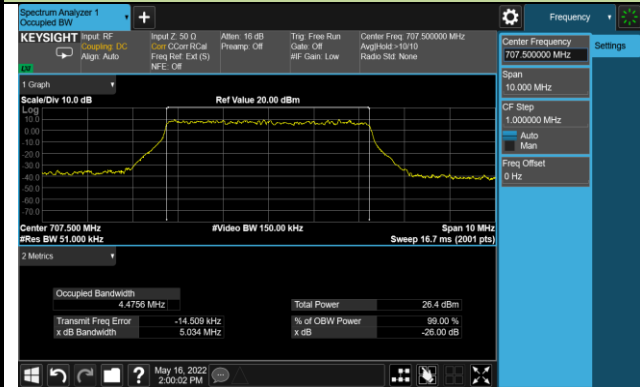 Spectrum Analyzer 1
Occupied BW
Frequency
KEYSIGHT
Input: RF
Coupling: DC
Align: Auto
Input Z: 50 Ω
Corr CCorr RCal
Freq Ref: Ext (S)
NFE: Off
Atten: 16 dB
Preamp: Off
Trig: Free Run
Gate: Off
#IF Gain: Low
Center Freq: 707.500000 MHz
Avg|Hold:>10/10
Radio Std: None
Center Frequency
707.500000 MHz
Settings
Span
10.000 MHz
CF Step
1.000000 MHz
Auto
Man
Freq Offset
0 Hz
1 Graph
Scale/Div 10.0 dB
Ref Value 20.00 dBm
Log
10.0
0.00
-10.0
-20.0
-30.0
-40.0
-50.0
-60.0
-70.0
Center 707.500 MHz
#Video BW 150.00 kHz
Span 10 MHz
#Res BW 51.000 kHz
Sweep 16.7 ms (2001 pts)
2 Metrics
Occupied Bandwidth
4.4756 MHz
Total Power
26.4 dBm
Transmit Freq Error
-14.509 kHz
% of OBW Power
99.00 %
x dB Bandwidth
5.034 MHz
x dB
-26.00 dB
?
May 16, 2022
2:00:02 PM